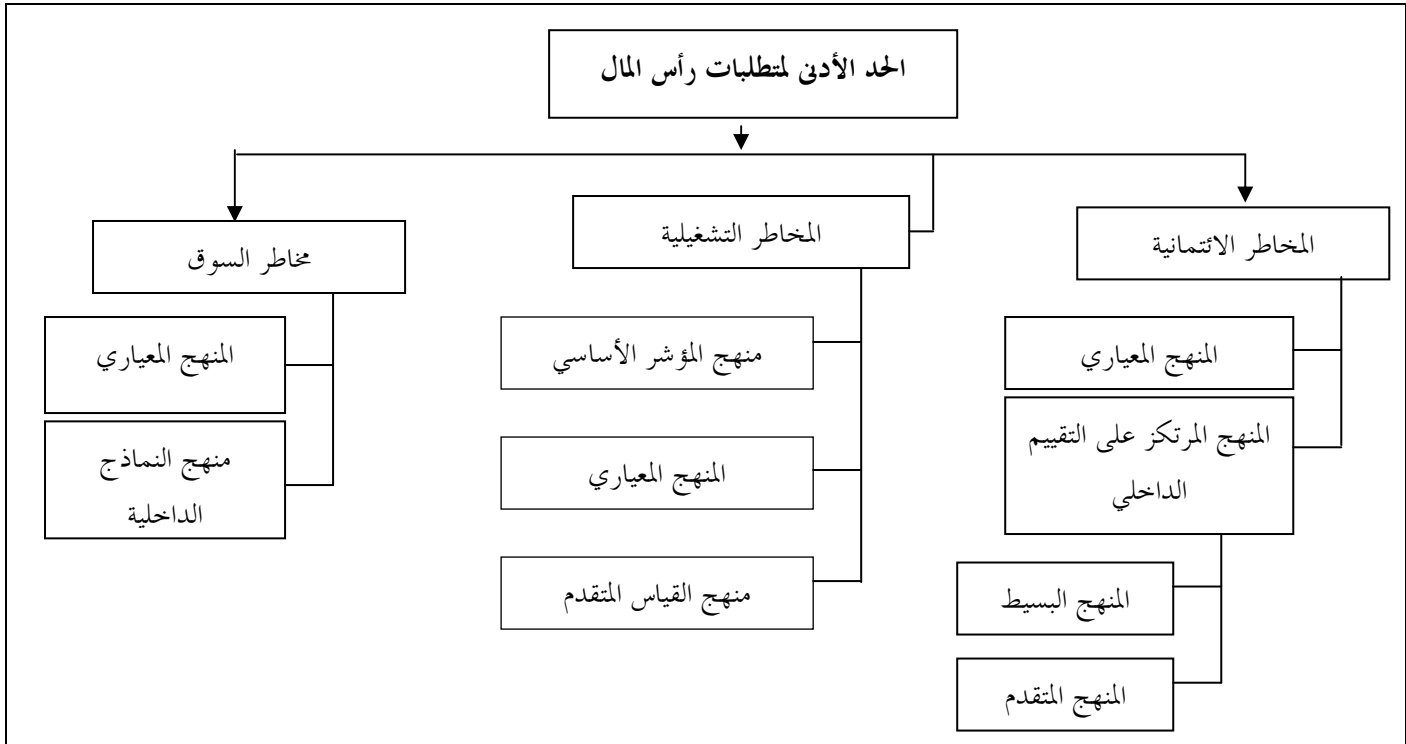 الحد الأدنى لمتطلبات رأس المال
المخاطر الائتمانية
المخاطر التشغيلية
مخاطر السوق
المنهج المعياري
المنهج المرتكز على التقييم
الداخلي
المنهج البسيط
المنهج المتقدم
منهج المؤشر الأساسي
المنهج المعياري
منهج القياس المتقدم
المنهج المعياري
منهج النماذج
الداخلية